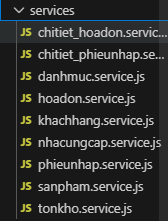 services
JS chitiet_hoadon.servic...
JS chitiet_phieunhap.se...
JS danhmuc.service.js
JS hoadon.service.js
JS khachhang.service.js
JS nhacungcap.service.js
JS phieunhap.service.js
JS sanpham.service.js
JS tonkho.service.js